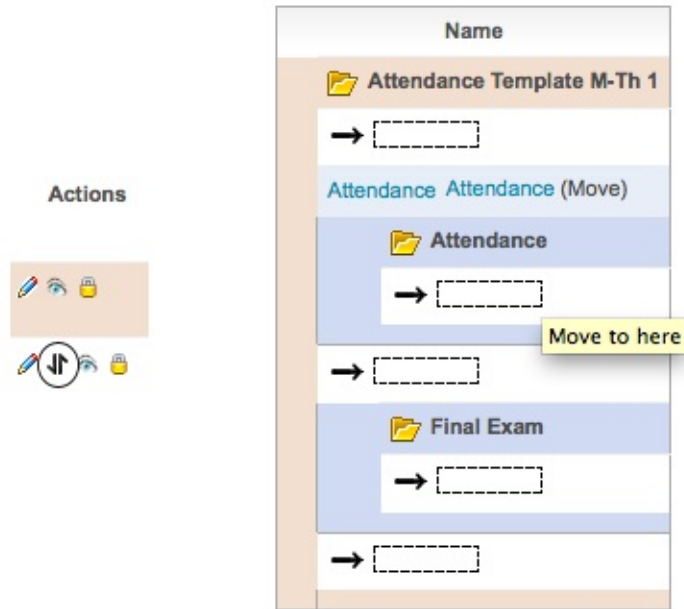 Name
Attendance Template M-Th 1
Actions
Attendance Attendance (Move)
Attendance
Move to here
Final Exam